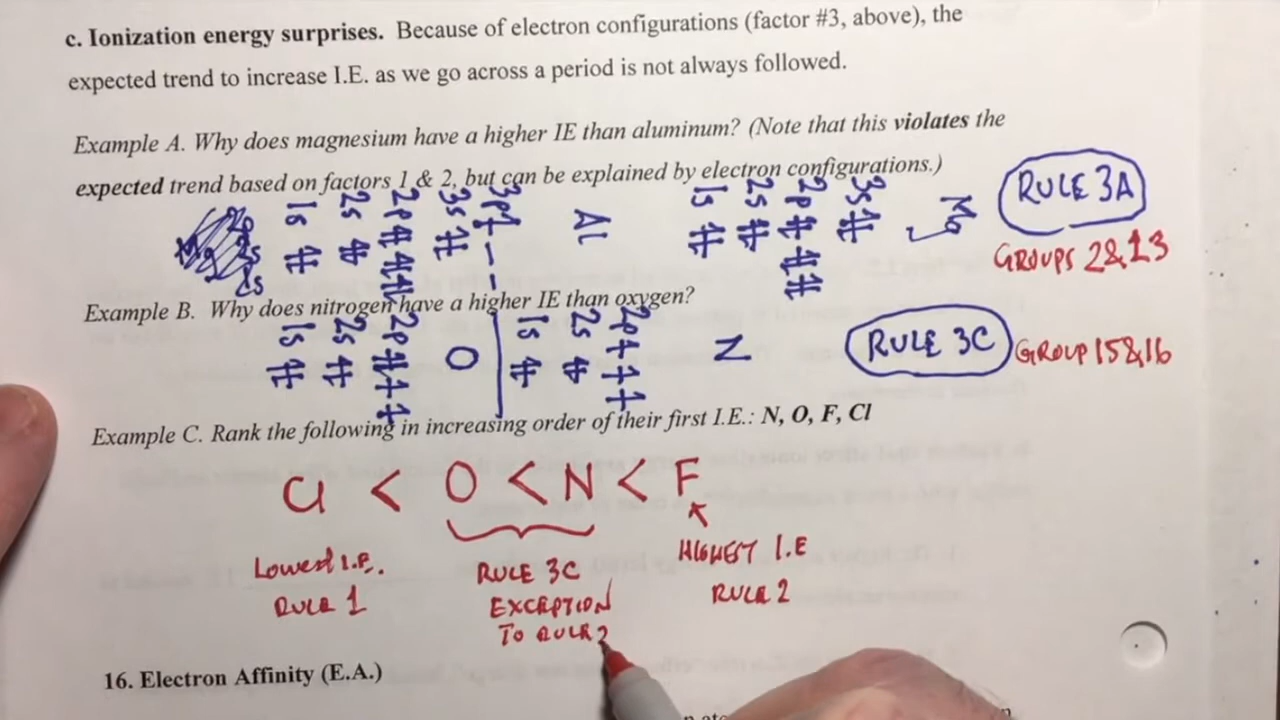 c. Ionization energy surprises. Because of electron configurations (factor #3, above), the
expected trend to increase I.E. as we go across a period is not always followed.
Example A. Why does magnesium have a higher IE than aluminum? (Note that this violates the
expected trend based on factors 1 & 2, but can be explained by electron configurations.)
RULE 3A
GROUPS 2&13
1s
2s
2p
3s
3p
Al
1s
2s
2p
3s
Mg
Example B. Why does nitrogen have a higher IE than oxygen?
1s
2s
2p
O
1s
2s
2p
N
RULE 3C
GROUP 15&16
Example C. Rank the following in increasing order of their first I.E.: N, O, F, Cl
Cl < O < N < F
Lowest I.E.
RULE 1
RULE 3C
EXCEPTION
TO RULE 2
HIGHEST I.E
RULE 2
16. Electron Affinity (E.A.)